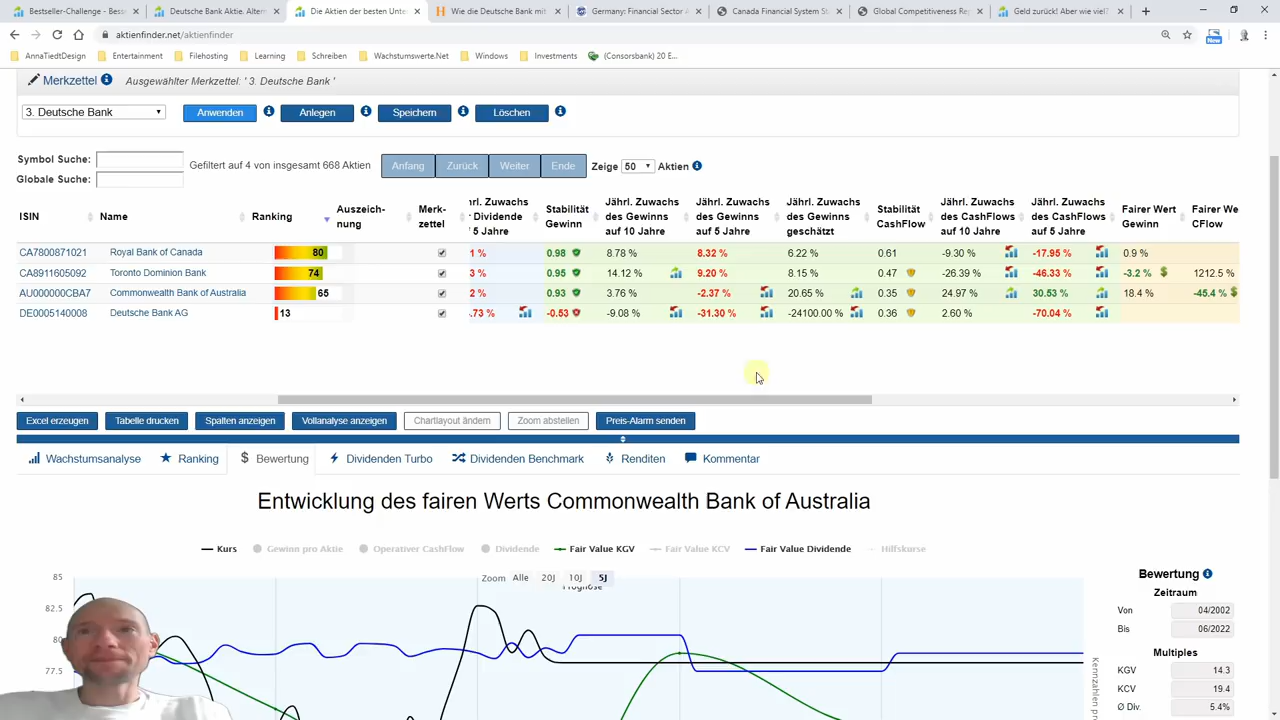 Bestseller-Challenge - Bess
Deutsche Bank Aktie. Altern
Die Aktien der besten Unte
Wie die Deutsche Bank mit
Germany: Financial Sector A
Canada Financial System St
Global Competitiveness Rep
Geld zurück! Aber wie viel?
aktienfinder.net/aktienfinder
New
AnnaTiedtDesign
Entertainment
Filehosting
Learning
Schreiben
Wachstumswerte.Net
Windows
Investments
(Consorsbank) 20 E...
Merkzettel
Ausgewählter Merkzettel: ' 3. Deutsche Bank '
3. Deutsche Bank
Anwenden
Anlegen
Speichern
Löschen
Symbol Suche:
Globale Suche:
Gefiltert auf 4 von insgesamt 668 Aktien
Anfang
Zurück
Weiter
Ende
Zeige 50 Aktien
ISIN
Name
Ranking
Auszeich-
nung
Merk-
zettel
hrl. Zuwachs
r Dividende
uf 5 Jahre
Stabilität
Gewinn
Jährl. Zuwachs
des Gewinns
auf 10 Jahre
Jährl. Zuwachs
des Gewinns
auf 5 Jahre
Jährl. Zuwachs
des Gewinns
geschätzt
Stabilität
CashFlow
Jährl. Zuwachs
des CashFlows
auf 10 Jahre
Jährl. Zuwachs
des CashFlows
auf 5 Jahre
Fairer Wert
Gewinn
Fairer We
CFlow
CA7800871021 Royal Bank of Canada 80 1 % 0.98 8.78 % 8.32 % 6.22 % 0.61 -9.30 % -17.95 % 0.9 %
CA8911605092 Toronto Dominion Bank 74 3 % 0.95 14.12 % 9.20 % 8.15 % 0.47 -26.39 % -46.33 % -3.2 % $ 1212.5 %
AU000000CBA7 Commonwealth Bank of Australia 65 2 % 0.93 3.76 % -2.37 % 20.65 % 0.35 24.97 % 30.53 % 18.4 % -45.4 % $
DE0005140008 Deutsche Bank AG 13 .73 % -0.53 -9.08 % -31.30 % -24100.00 % 0.36 2.60 % -70.04 %
Excel erzeugen
Tabelle drucken
Spalten anzeigen
Vollanalyse anzeigen
Chartlayout ändern
Zoom abstellen
Preis-Alarm senden
Wachstumsanalyse
Ranking
$ Bewertung
Dividenden Turbo
Dividenden Benchmark
Renditen
Kommentar
Entwicklung des fairen Werts Commonwealth Bank of Australia
Kurs
Gewinn pro Aktie
Operativer CashFlow
Dividende
Fair Value KGV
Fair Value KCV
Fair Value Dividende
Hilfskurse
Zoom Alle 20J 10J 5J
Prognose
85
82.5
80
77.5
Kennzahlen pro
Bewertung
Zeitraum
Von 04/2002
Bis 06/2022
Multiples
KGV 14.3
KCV 19.4
Ø Div. 5.4%